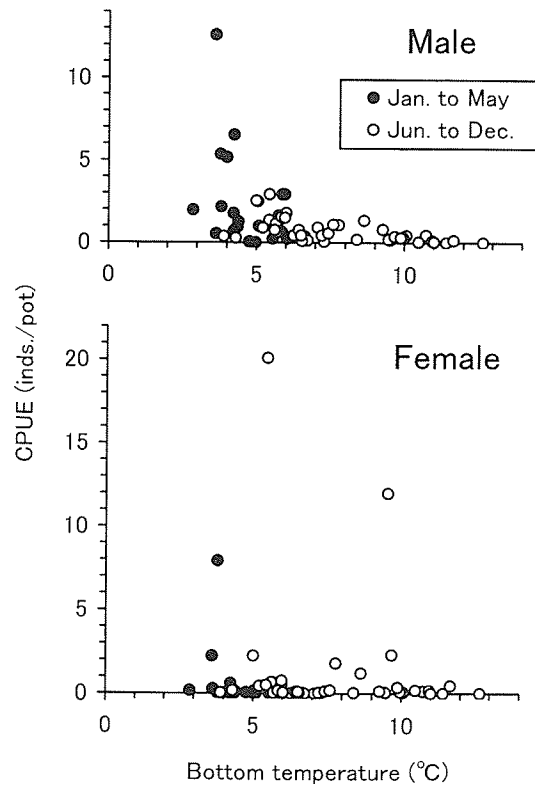 Male
● Jan. to May
○ Jun. to Dec.
10
5
0
0 5 10
Female
20
15
10
5
0
0 5 10
CPUE (inds./pot)
Bottom temperature (°C)